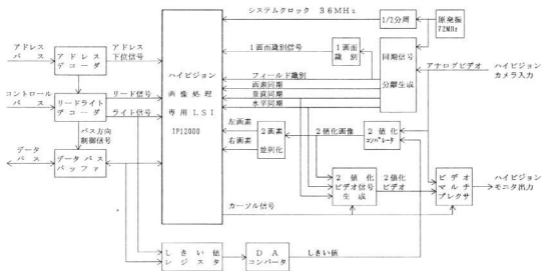 システムクロック 36MHz
1/2分周
原発振
72MHz
アドレス
バス
アドレス
デコーダ
アドレス
下位信号
1画面識別信号
1画面
識別
同期信号
分離生成
アナログビデオ
ハイビジョン
カメラ入力
ハイビジョン
画像処理
専用LSI
IP12000
フィールド識別
画素同期
垂直同期
水平同期
コントロール
バス
リードライト
デコーダ
リード信号
ライト信号
バス方向
制御信号
左画素
右画素
2画素
並列化
2値化画像
2値化
コンパレータ
データ
バス
データバス
バッファ
2値化
ビデオ信号
生成
2値化
ビデオ
ビデオ
マルチ
プレクサ
ハイビジョン
モニタ出力
カーソル信号
しきい値
レジスタ
DA
コンバータ
しきい値